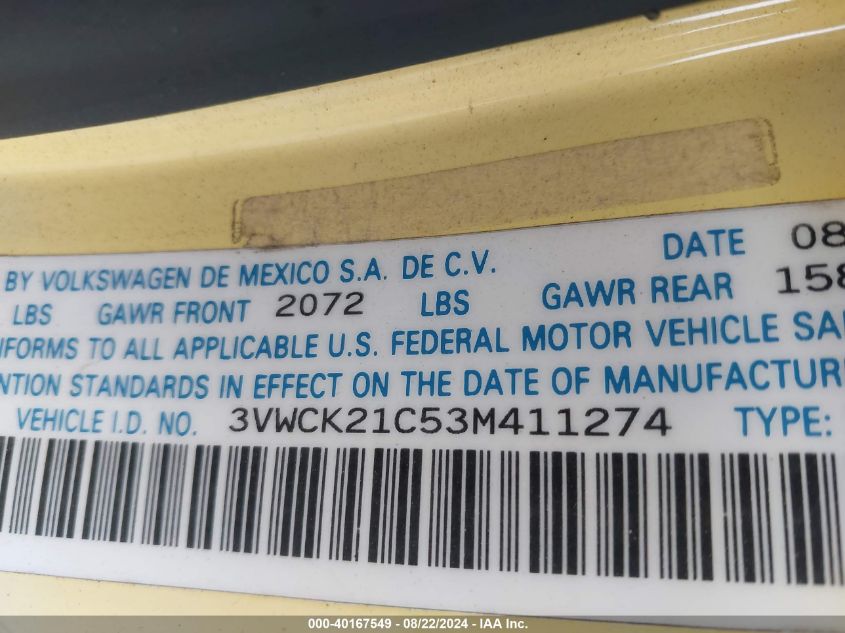 BY VOLKSWAGEN DE MEXICO S.A. DE C.V. DATE 08
LBS GAWR FRONT 2072 LBS GAWR REAR 158
NFORMS TO ALL APPLICABLE U.S. FEDERAL MOTOR VEHICLE SA
NTION STANDARDS IN EFFECT ON THE DATE OF MANUFACTUR
VEHICLE I.D. NO. 3VWCK21C53M411274 TYPE:
000-40167549 - 08/22/2024 - IAA Inc.